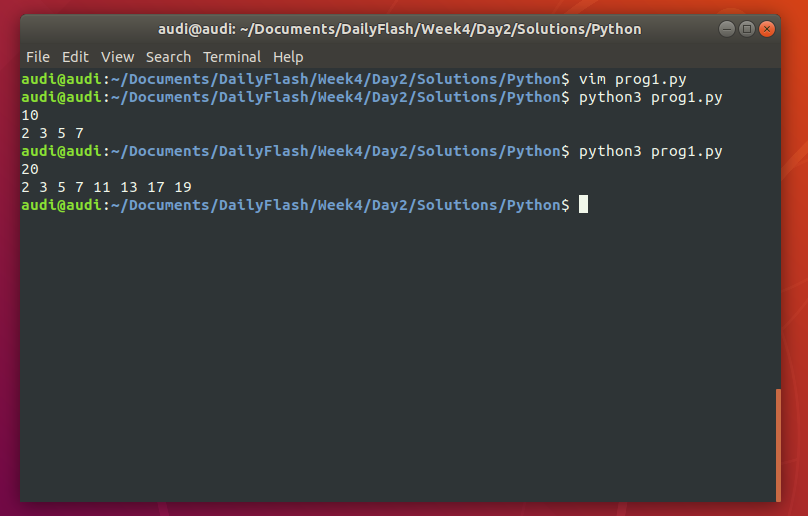 audi@audi: ~/Documents/DailyFlash/Week4/Day2/Solutions/Python
File Edit View Search Terminal Help
audi@audi:~/Documents/DailyFlash/Week4/Day2/Solutions/Python$ vim prog1.py
audi@audi:~/Documents/DailyFlash/Week4/Day2/Solutions/Python$ python3 prog1.py
10
2 3 5 7
audi@audi:~/Documents/DailyFlash/Week4/Day2/Solutions/Python$ python3 prog1.py
20
2 3 5 7 11 13 17 19
audi@audi:~/Documents/DailyFlash/Week4/Day2/Solutions/Python$